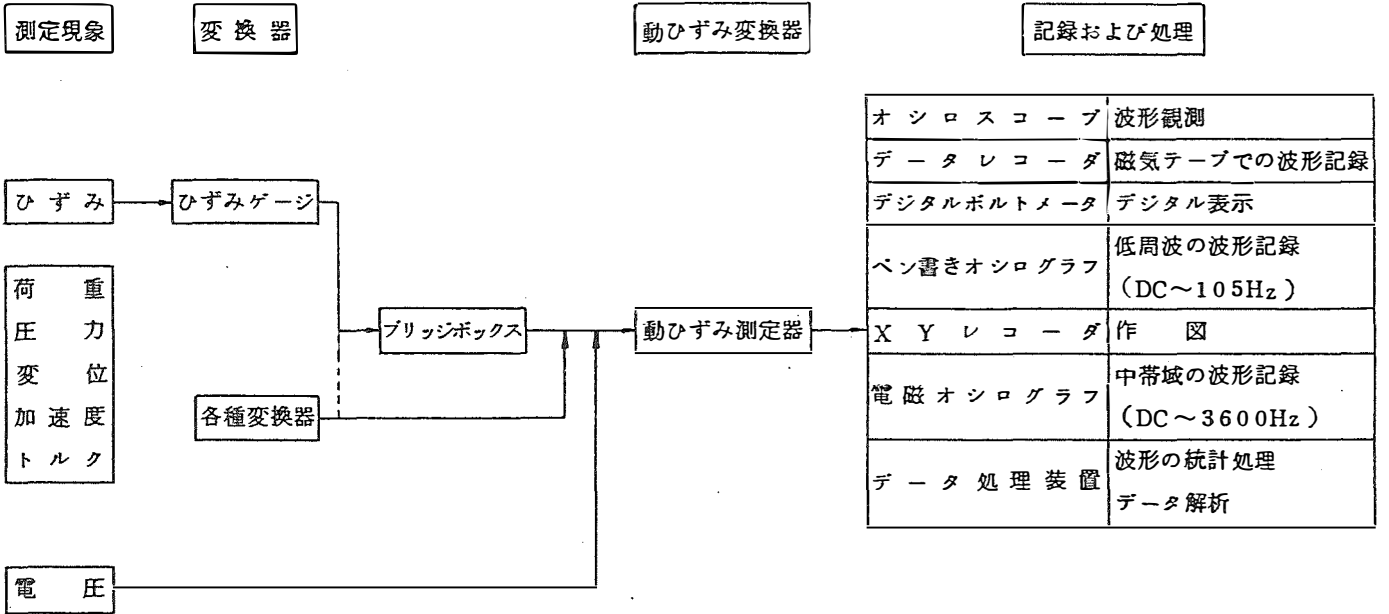 測定現象
変換器
動ひずみ変換器
記録および処理
ひずみ
ひずみゲージ
荷重
圧力
変位
加速度
トルク
各種変換器
ブリッジボックス
動ひずみ測定器
電圧
オシロスコープ 波形観測
データレコーダ 磁気テープでの波形記録
デジタルボルトメータ デジタル表示
ペン書きオシログラフ 低周波の波形記録
(DC～105Hz)
XYレコーダ 作図
電磁オシログラフ 中帯域の波形記録
(DC～3600Hz)
データ処理装置 波形の統計処理
データ解析